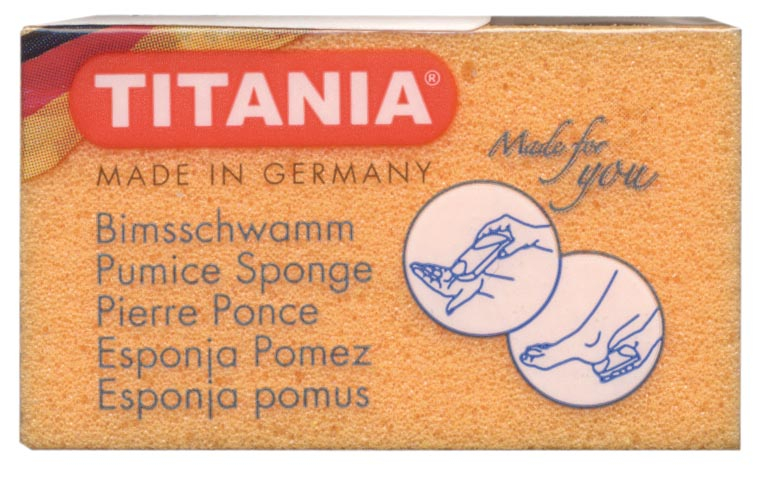 TITANIA®
MADE IN GERMANY
Made for
you
Bimsschwamm
Pumice Sponge
Pierre Ponce
Esponja Pomez
Esponja pomus